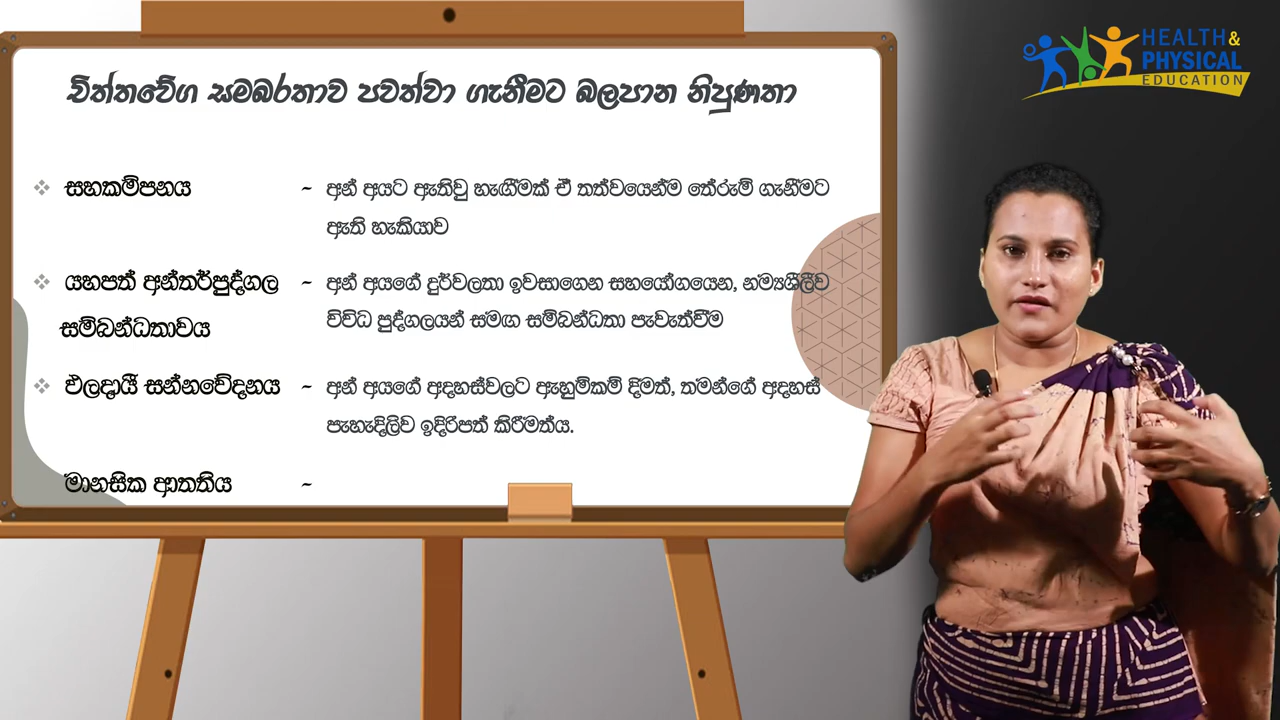 චිත්තවේග සමබරතාව පවත්වා ගැනීමට බලපාන නිපුණතා
HEALTH &
PHYSICAL
EDUCATION
සහකම්පනය ~ අන් අයට ඇතිවු හැඟීමක් ඒ තත්වයෙන්ම තේරුම් ගැනීමට
ඇති හැකියාව
යහපත් අන්තර්පුද්ගල ~ අන් අයගේ දුර්වලතා ඉවසාගෙන සහයෝගයෙන, නම්‍යශීලීව
සම්බන්ධතාවය විවිධ පුද්ගලයන් සමඟ සම්බන්ධතා පැවැත්වීම
ඵලදායී සන්නවේදනය ~ අන් අයගේ අදහස්වලට ඇහුම්කම් දීමත්, තමන්ගේ අදහස්
පැහැදිලිව ඉදිරිපත් කිරීමත්ය.
මානසික ආතතිය ~